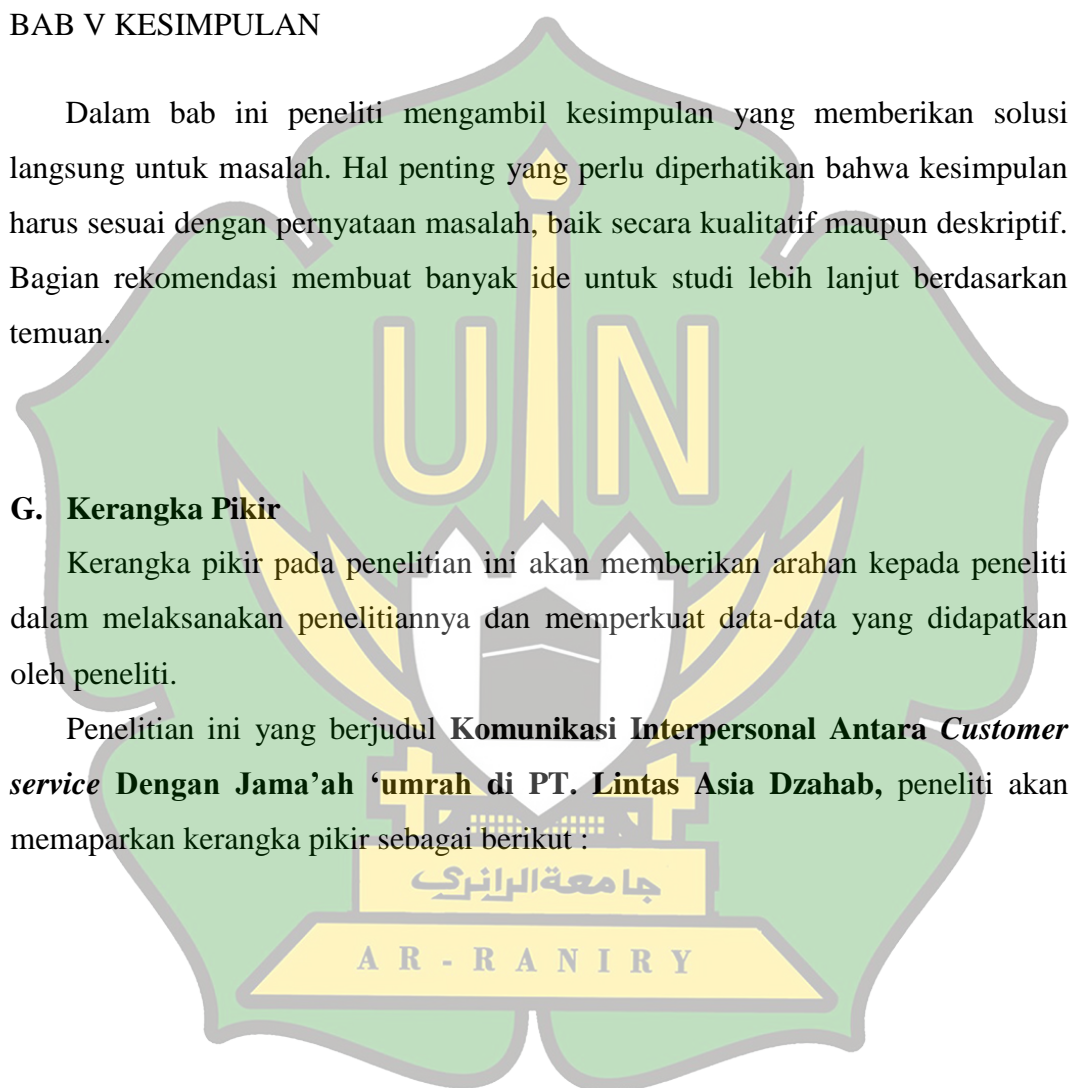 BAB V KESIMPULAN
Dalam bab ini peneliti mengambil kesimpulan yang memberikan solusi
langsung untuk masalah. Hal penting yang perlu diperhatikan bahwa kesimpulan
harus sesuai dengan pernyataan masalah, baik secara kualitatif maupun deskriptif.
Bagian rekomendasi membuat banyak ide untuk studi lebih lanjut berdasarkan
temuan.
UIN
G. Kerangka Pikir
Kerangka pikir pada penelitian ini akan memberikan arahan kepada peneliti
dalam melaksanakan penelitiannya dan memperkuat data-data yang didapatkan
oleh peneliti.
Penelitian ini yang berjudul Komunikasi Interpersonal Antara Customer
service Dengan Jama’ah ‘umrah di PT. Lintas Asia Dzahab, peneliti akan
memaparkan kerangka pikir sebagai berikut :
جامعة الرانري
AR-RANIRY